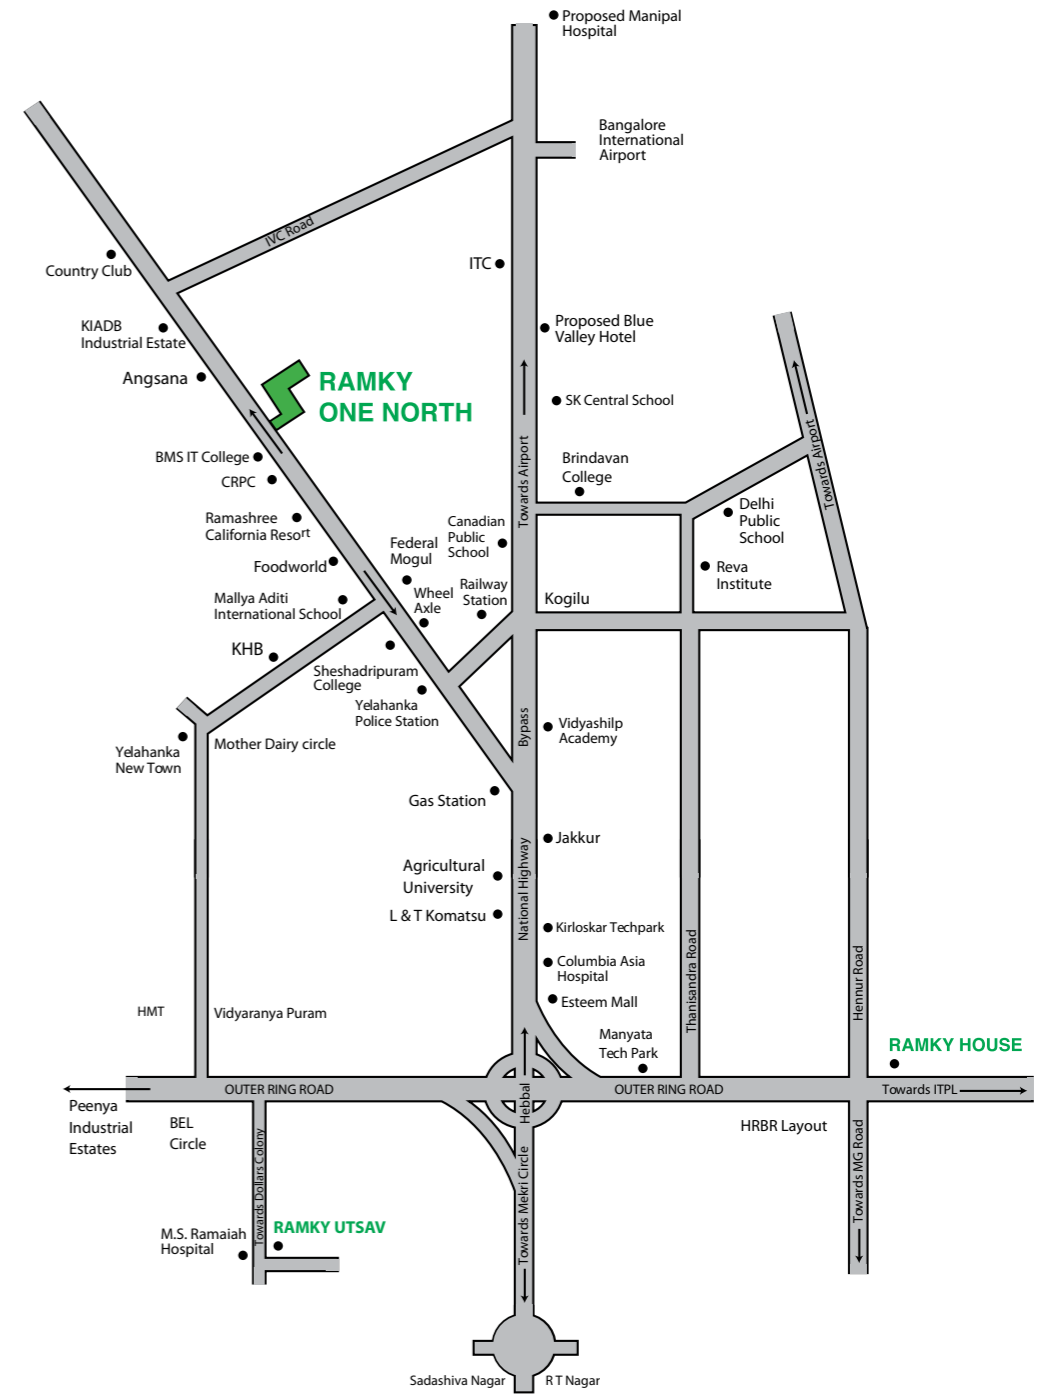 Proposed Manipal
Hospital
Bangalore
International
Airport
IVC Road
ITC
Country Club
KIADB
Industrial Estate
Proposed Blue
Valley Hotel
Angsana
RAMKY
ONE NORTH
SK Central School
Towards Airport
Towards Airport
BMS IT College
CRPC
Brindavan
College
Ramashree
California Resort
Canadian
Public
School
Delhi
Public
School
Federal
Mogul
Foodworld
Reva
Institute
Mallya Aditi
International School
Wheel
Axle
Railway
Station
Kogilu
KHB
Sheshadripuram
College
Yelahanka
Police Station
Bypass
Vidyashilp
Academy
Mother Dairy circle
Yelahanka
New Town
Gas Station
Jakkur
National Highway
Agricultural
University
L & T Komatsu
Kirloskar Techpark
Columbia Asia
Hospital
Esteem Mall
Thanisandra Road
Hennur Road
HMT
Vidyaranya Puram
Manyata
Tech Park
RAMKY HOUSE
OUTER RING ROAD
Hebbal
OUTER RING ROAD
Towards ITPL
Peenya
Industrial
Estates
BEL
Circle
HRBR Layout
Towards Dollars Colony
Towards Mekri Circle
Towards MG Road
M.S. Ramaiah
Hospital
RAMKY UTSAV
Sadashiva Nagar
R T Nagar